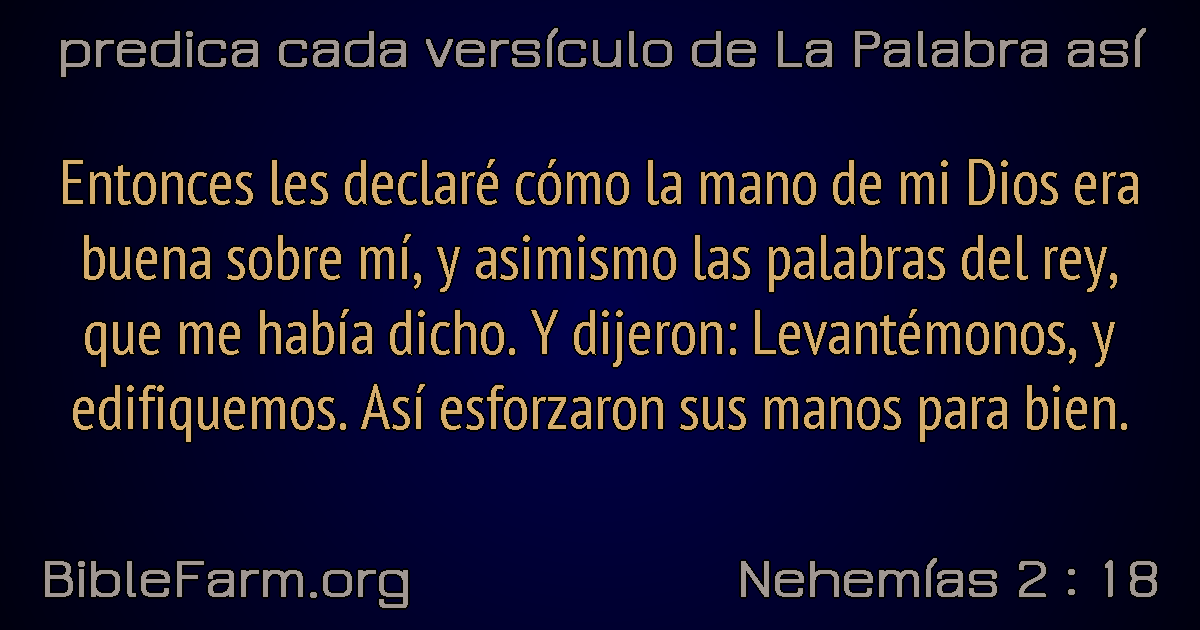 predica cada versículo de La Palabra así
Entonces les declaré cómo la mano de mi Dios era
buena sobre mí, y asimismo las palabras del rey,
que me había dicho. Y dijeron: Levantémonos, y
edifiquemos. Así esforzaron sus manos para bien.
BibleFarm.org
Nehemías 2 : 18